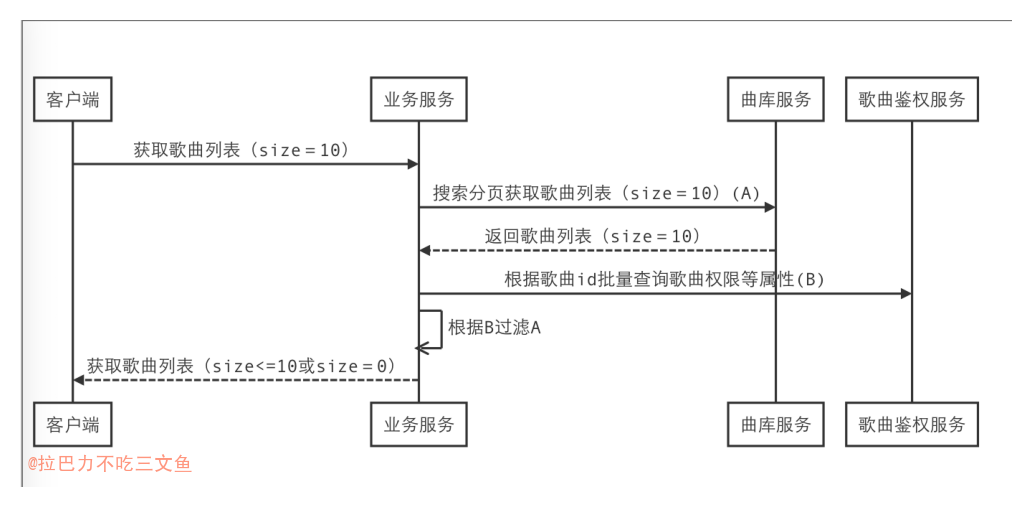 客户端
业务服务
曲库服务
歌曲鉴权服务
获取歌曲列表（size=10）
搜索分页获取歌曲列表（size=10）(A)
返回歌曲列表（size=10）
根据歌曲id批量查询歌曲权限等属性(B)
根据B过滤A
获取歌曲列表（size<=10或size=0）
客户端
业务服务
曲库服务
歌曲鉴权服务
@拉巴力不吃三文鱼